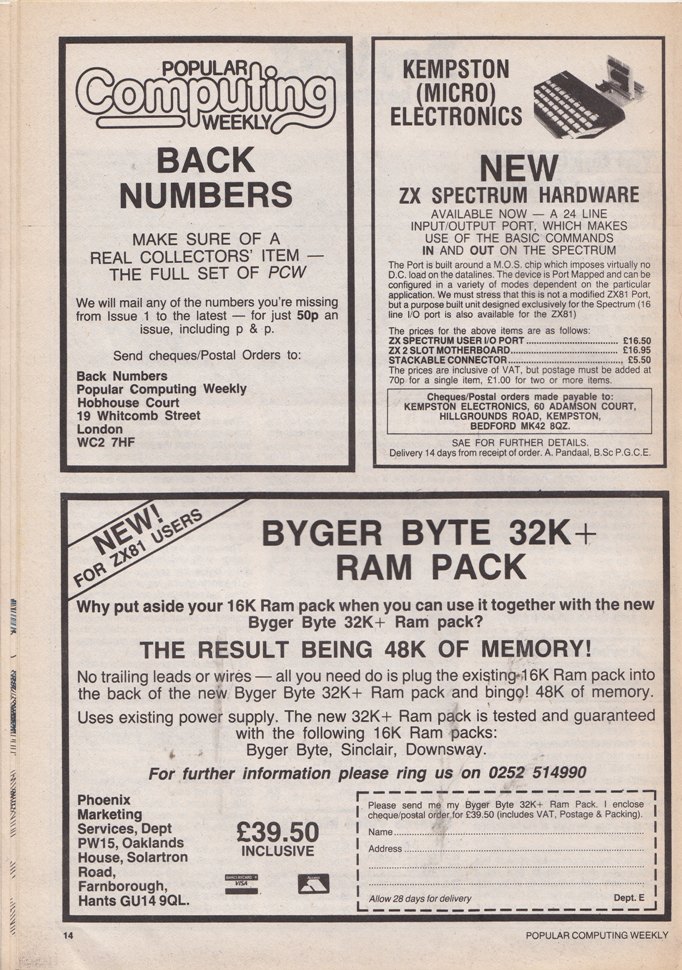 POPULAR
Computing
WEEKLY
BACK
NUMBERS
MAKE SURE OF A
REAL COLLECTORS' ITEM —
THE FULL SET OF PCW
We will mail any of the numbers you're missing
from Issue 1 to the latest — for just 50p an
issue, including p & p.
Send cheques/Postal Orders to:
Back Numbers
Popular Computing Weekly
Hobhouse Court
19 Whitcomb Street
London
WC2 7HF
KEMPSTON
(MICRO)
ELECTRONICS
NEW
ZX SPECTRUM HARDWARE
AVAILABLE NOW — A 24 LINE
INPUT/OUTPUT PORT, WHICH MAKES
USE OF THE BASIC COMMANDS
IN AND OUT ON THE SPECTRUM
The Port is built around a M.O.S. chip which imposes virtually no
D.C. load on the datalines. The device is Port Mapped and can be
configured in a variety of modes dependent on the particular
application. We must stress that this is not a modified ZX81 Port,
but a purpose built unit designed exclusively for the Spectrum (16
line I/O port is also available for the ZX81)
The prices for the above items are as follows:
ZX SPECTRUM USER I/O PORT ................................ £16.50
ZX 2 SLOT MOTHERBOARD................................ £16.95
STACKABLE CONNECTOR................................ £5.50
The prices are inclusive of VAT, but postage must be added at
70p for a single item, £1.00 for two or more items.
Cheques/Postal orders made payable to:
KEMPSTON ELECTRONICS, 60 ADAMSON COURT,
HILLGROUNDS ROAD, KEMPSTON,
BEDFORD MK42 8QZ.
SAE FOR FURTHER DETAILS.
Delivery 14 days from receipt of order. A. Pandaal, B.Sc P.G.C.E.
NEW!
FOR ZX81 USERS
BYGER BYTE 32K+
RAM PACK
Why put aside your 16K Ram pack when you can use it together with the new
Byger Byte 32K+ Ram pack?
THE RESULT BEING 48K OF MEMORY!
No trailing leads or wires — all you need do is plug the existing 16K Ram pack into
the back of the new Byger Byte 32K+ Ram pack and bingo! 48K of memory.
Uses existing power supply. The new 32K+ Ram pack is tested and guaranteed
with the following 16K Ram packs:
Byger Byte, Sinclair, Downsway.
For further information please ring us on 0252 514990
Phoenix
Marketing
Services, Dept
PW15, Oaklands
House, Solartron
Road,
Farnborough,
Hants GU14 9QL.
£39.50
INCLUSIVE
BARCLAYCARD
VISA
Access
Please send me my Byger Byte 32K+ Ram Pack. I enclose
cheque/postal order for £39.50 (includes VAT, Postage & Packing).
Name
Address
Allow 28 days for delivery Dept. E
14 POPULAR COMPUTING WEEKLY